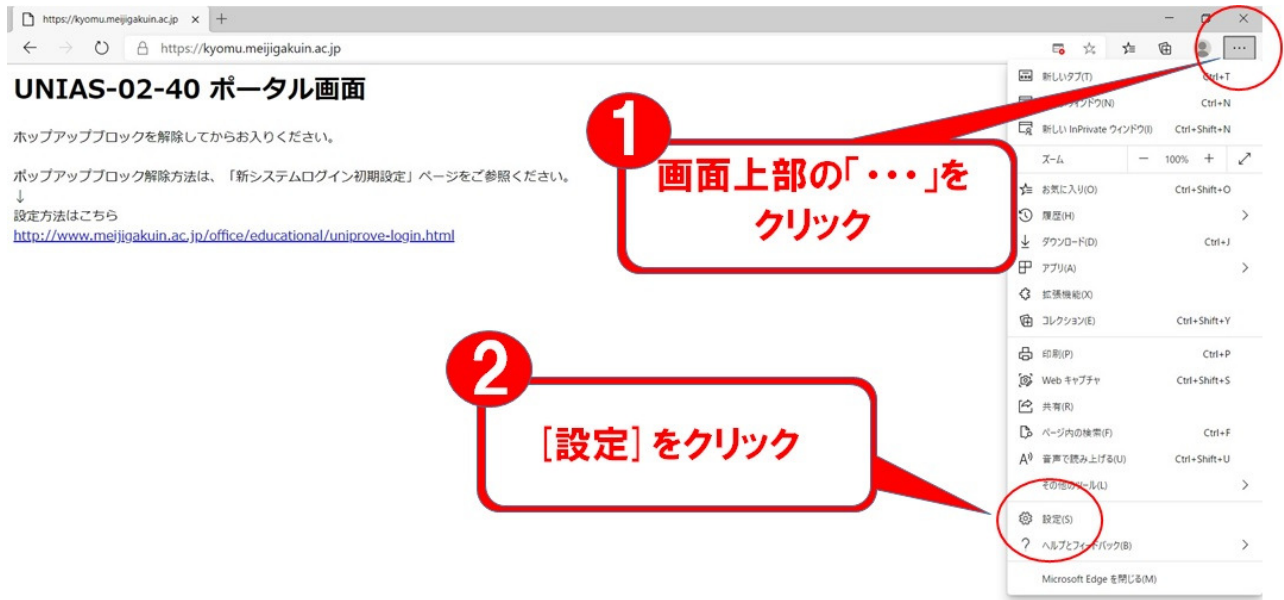 https://kyomu.meijigakuin.ac.jp
https://kyomu.meijigakuin.ac.jp
UNIAS-02-40 ポータル画面
ホップアップブロックを解除してからお入りください。
ポップアップブロック解除方法は、「新システムログイン初期設定」ページをご参照ください。
↓
設定方法はこちら
http://www.meijigakuin.ac.jp/office/educational/uniprove-login.html
1
画面上部の「・・・」を
クリック
2
[設定] をクリック
新しいタブ(T) Ctrl+T
ウィンドウ(N) Ctrl+N
新しい InPrivate ウィンドウ(I) Ctrl+Shift+N
ズーム − 100% +
お気に入り(O) Ctrl+Shift+O
履歴(H)
ダウンロード(D) Ctrl+J
アプリ(A)
拡張機能(X)
コレクション(E) Ctrl+Shift+Y
印刷(P) Ctrl+P
Web キャプチャ Ctrl+Shift+S
共有(R)
ページ内の検索(F) Ctrl+F
音声で読み上げる(U) Ctrl+Shift+U
その他のツール(L)
設定(S)
ヘルプとフィードバック(B)
Microsoft Edge を閉じる(M)